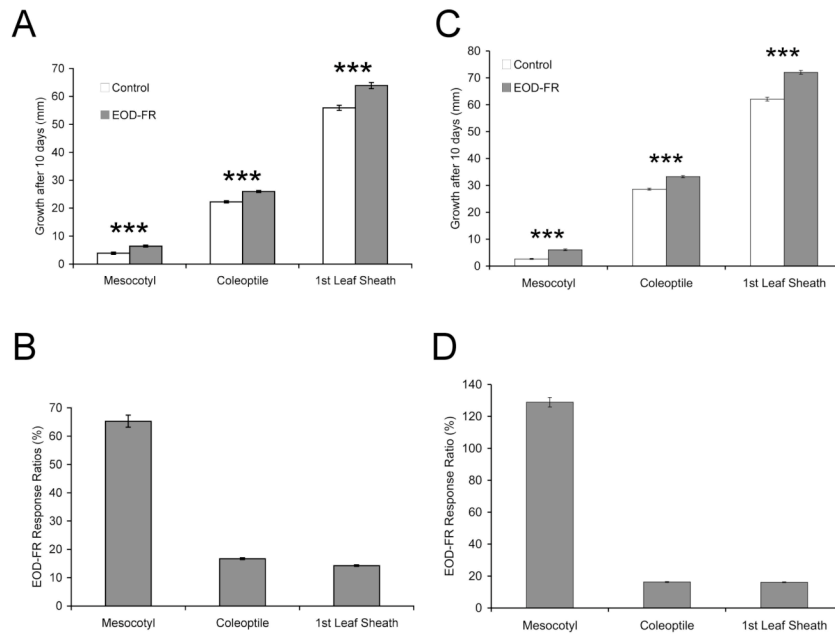 A
Growth after 10 days (mm)
70
60
50
40
30
20
10
0
Control
EOD-FR
***
***
***
Mesocotyl
Coleoptile
1st Leaf Sheath
C
Growth after 10 days (mm)
80
70
60
50
40
30
20
10
0
Control
EOD-FR
***
***
***
Mesocotyl
Coleoptile
1st Leaf Sheath
B
EOD-FR Response Ratios (%)
70
60
50
40
30
20
10
0
Mesocotyl
Coleoptile
1st Leaf Sheath
D
EOD-FR Response Ratio (%)
140
120
100
80
60
40
20
0
Mesocotyl
Coleoptile
1st Leaf Sheath